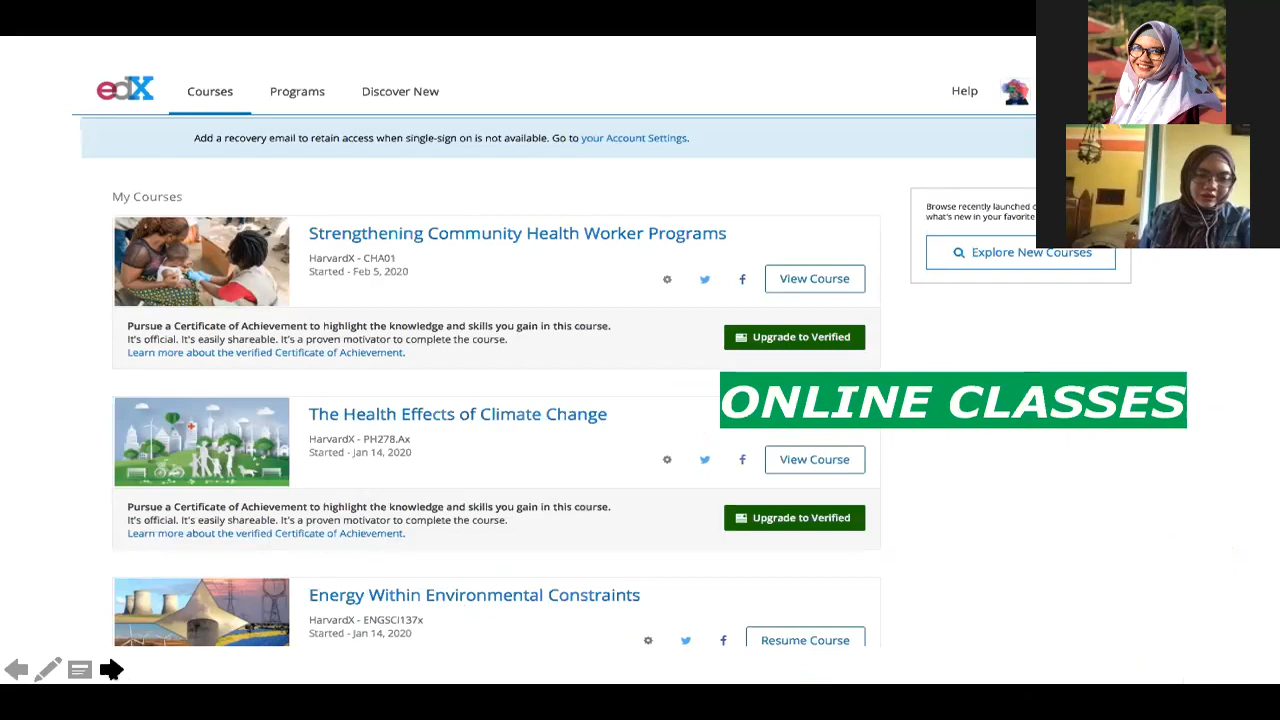 edX
Courses
Programs
Discover New
Help
Add a recovery email to retain access when single-sign on is not available. Go to your Account Settings.
My Courses
Strengthening Community Health Worker Programs
HarvardX - CHA01
Started - Feb 5, 2020
View Course
Pursue a Certificate of Achievement to highlight the knowledge and skills you gain in this course.
It's official. It's easily shareable. It's a proven motivator to complete the course.
Learn more about the verified Certificate of Achievement.
Upgrade to Verified
Browse recently launched
what's new in your favorite
Explore New Courses
ONLINE CLASSES
The Health Effects of Climate Change
HarvardX - PH278.Ax
Started - Jan 14, 2020
View Course
Pursue a Certificate of Achievement to highlight the knowledge and skills you gain in this course.
It's official. It's easily shareable. It's a proven motivator to complete the course.
Learn more about the verified Certificate of Achievement.
Upgrade to Verified
Energy Within Environmental Constraints
HarvardX - ENGSCI137x
Started - Jan 14, 2020
Resume Course